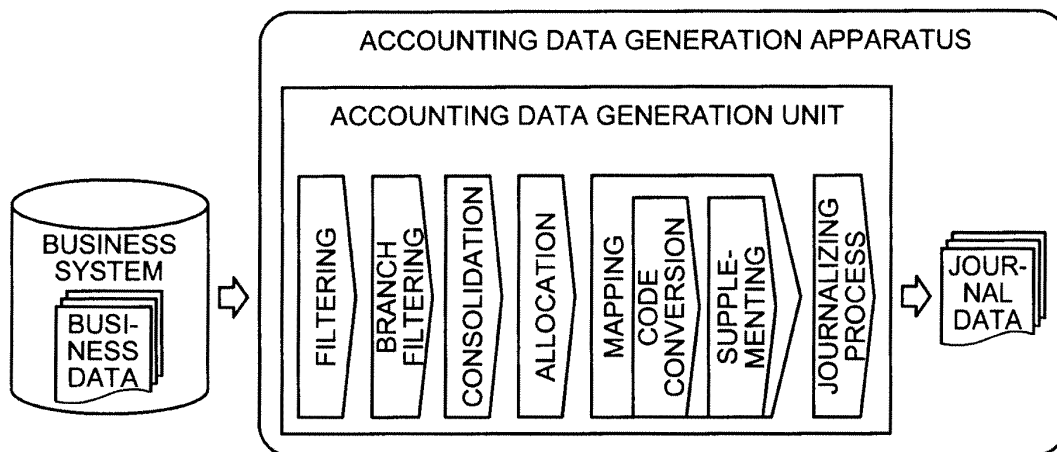 ACCOUNTING DATA GENERATION APPARATUS
ACCOUNTING DATA GENERATION UNIT
BUSINESS
SYSTEM
BUSI-
NESS
DATA
FILTERING
BRANCH
FILTERING
CONSOLIDATION
ALLOCATION
MAPPING
CODE
CONVERSION
SUPPLE-
MENTING
JOURNALIZING
PROCESS
JOUR-
NAL
DATA